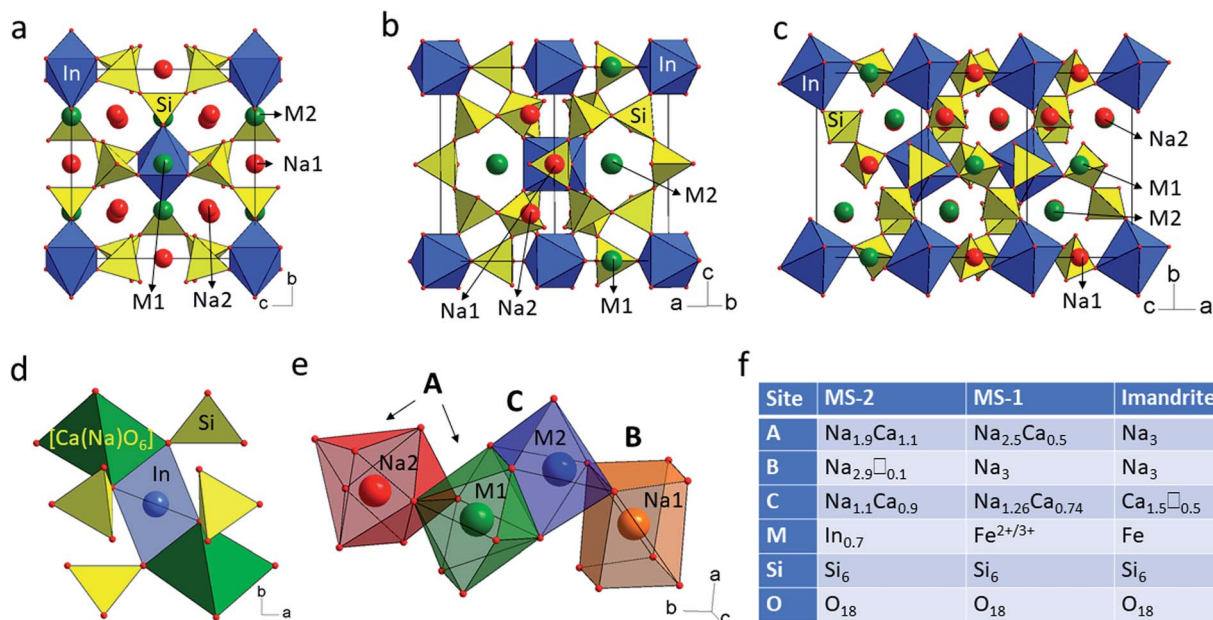 a
In
Si
M2
Na1
M1
Na2
b
c
b
In
Si
M2
Na1
Na2
M1
c
a
b
c
In
Si
Na2
M1
M2
Na1
b
c
a
d
[Ca(Na)O₆]
Si
In
b
a
e
A
C
B
Na2
M1
M2
Na1
a
b
c
f
Site MS-2 MS-1 Imandrite
A Na₁.₉Ca₁.₁ Na₂.₅Ca₀.₅ Na₃
B Na₂.₉□₀.₁ Na₃ Na₃
C Na₁.₁Ca₀.₉ Na₁.₂₆Ca₀.₇₄ Ca₁.₅□₀.₅
M In₀.₇ Fe²⁺/³⁺ Fe
Si Si₆ Si₆ Si₆
O O₁₈ O₁₈ O₁₈